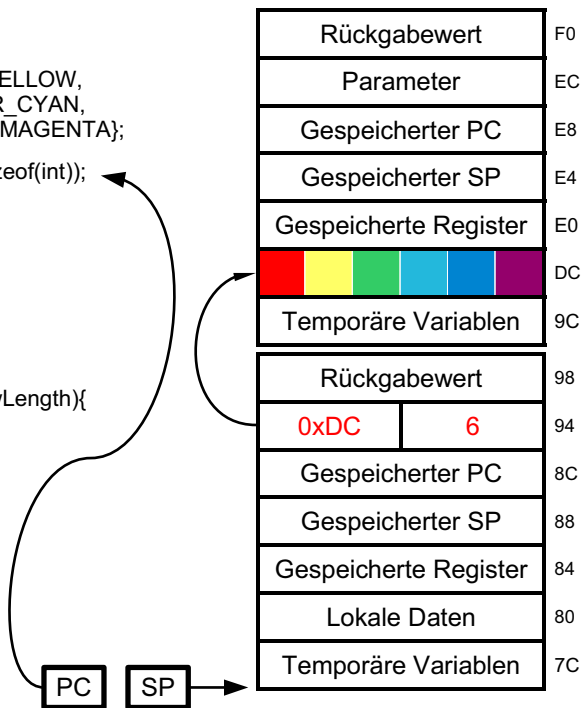 ELLOW,
R_CYAN,
MAGENTA};
zeof(int));
vLength){
PC
SP
Rückgabewert F0
Parameter EC
Gespeicherter PC E8
Gespeicherter SP E4
Gespeicherte Register E0
DC
Temporäre Variablen 9C
Rückgabewert 98
0xDC 6 94
Gespeicherter PC 8C
Gespeicherter SP 88
Gespeicherte Register 84
Lokale Daten 80
Temporäre Variablen 7C